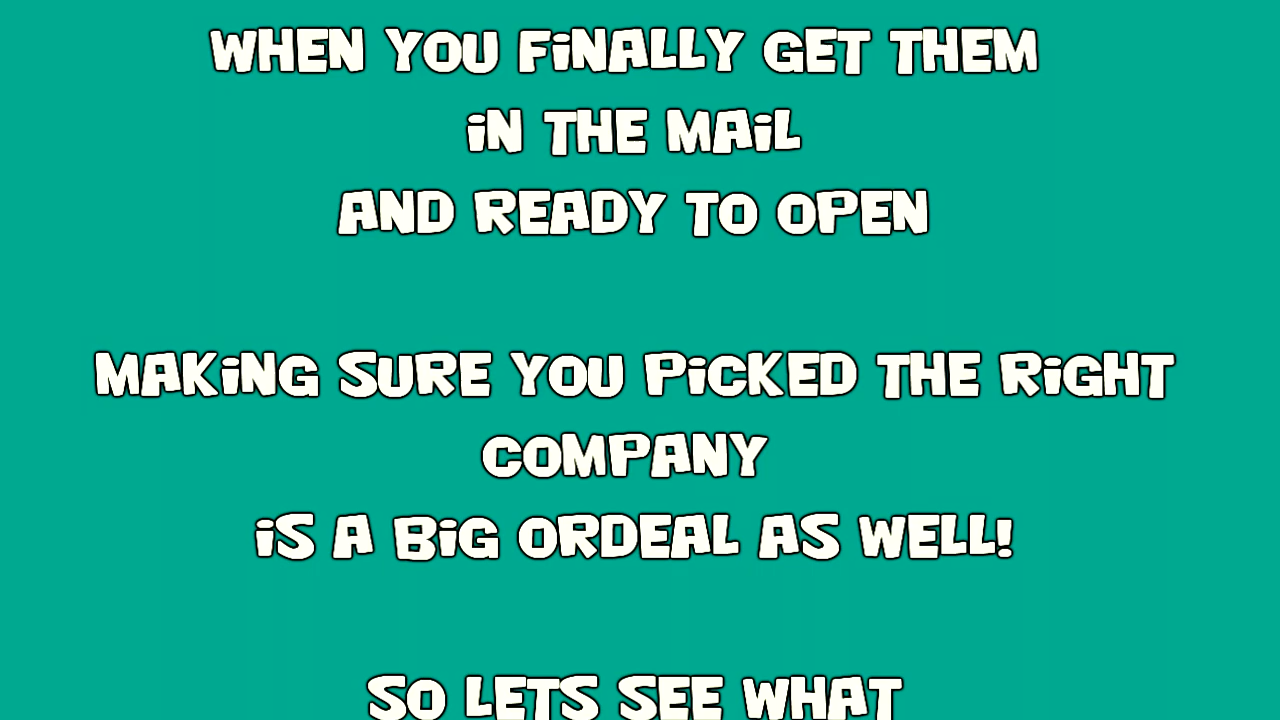 WHEN YOU FiNALLY GET THEM
iN THE MAiL
AND READY TO OPEN
MAKiNG SURE YOU PiCKED THE RiGHT
COMPANY
iS A BiG ORDEAL AS WELL!
SO LETS SEE WHAT